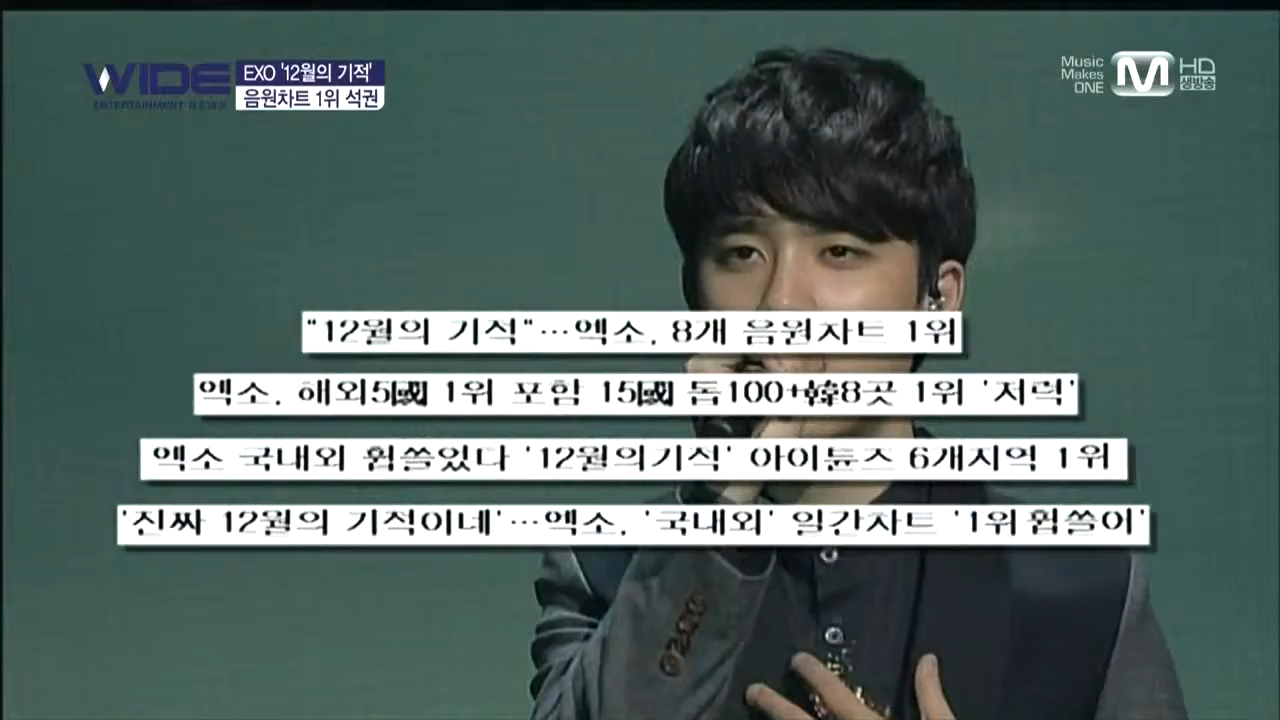 WIDE
ENTERTAINMENT NEWS
EXO '12월의 기적'
음원차트 1위 석권
Music
Makes
ONE
M HD
생방송
"12월의 기적"…엑소, 8개 음원차트 1위
엑소, 해외5國 1위 포함 15國 톱100+韓8곳 1위 '저력'
엑소 국내외 휩쓸었다 '12월의기적' 아이튠즈 6개지역 1위
'진짜 12월의 기적이네'…엑소, '국내외' 일간차트 '1위휩쓸이'